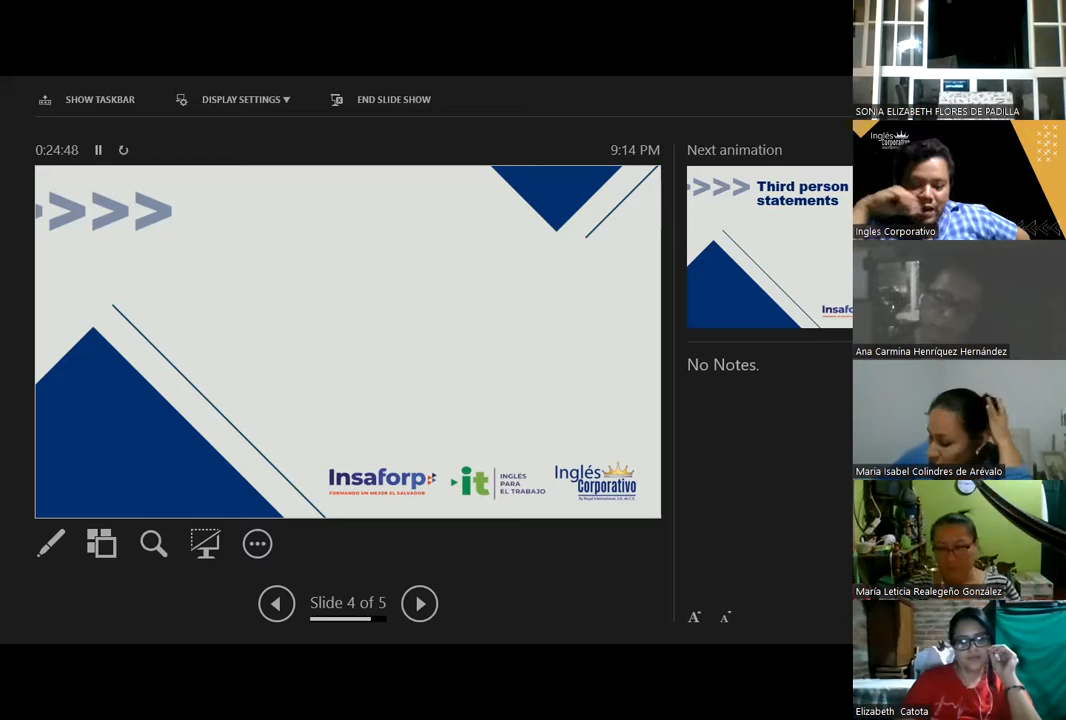 SHOW TASKBAR
DISPLAY SETTINGS ▼
END SLIDE SHOW
0:24:48
9:14 PM
Next animation
Third person
statements
Insaforp
FORMANDO UN MEJOR EL SALVADOR
it
INGLÉS
PARA
EL TRABAJO
Inglés
Corporativo
Insafo
No Notes.
Slide 4 of 5
A
A
SONIA ELIZABETH FLORES DE PADILLA
Inglés
Corporativo
Ingles Corporativo
Ana Carmina Henríquez Hernández
Maria Isabel Colindres de Arévalo
María Leticia Realegeño González
Elizabeth Catota